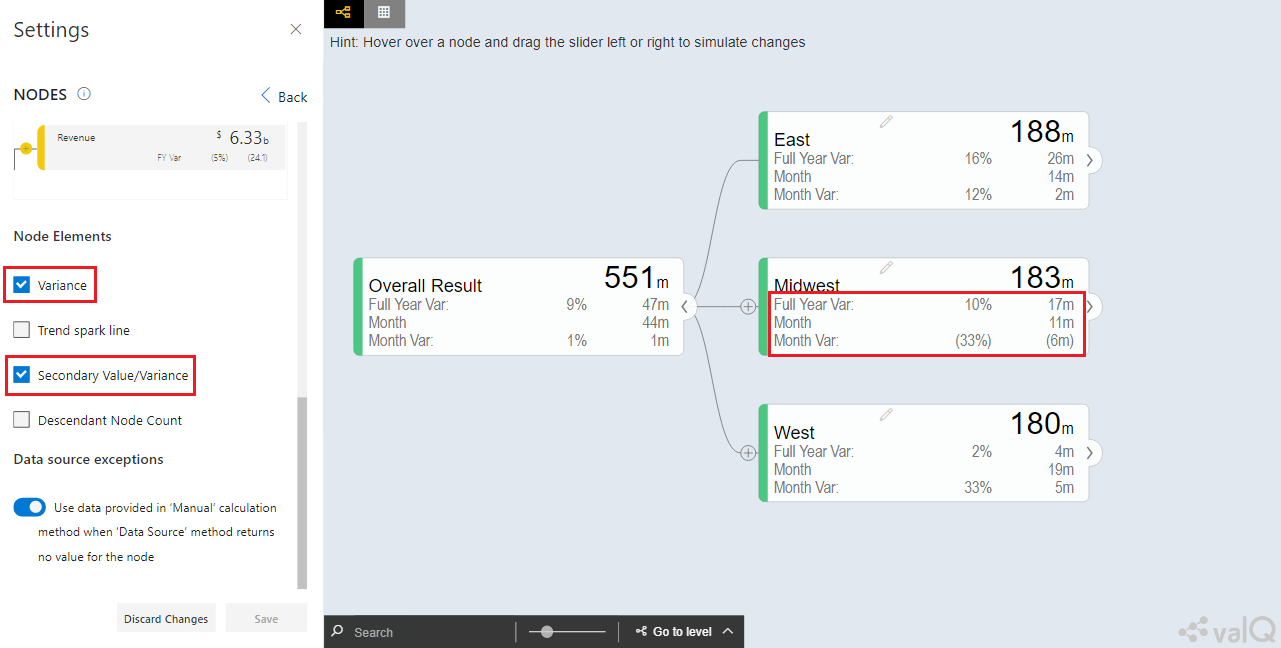 Settings
NODES
Back
Revenue
$ 6.33b
FY Var (5%) (24.1)
Node Elements
Variance
Trend spark line
Secondary Value/Variance
Descendant Node Count
Data source exceptions
Use data provided in ‘Manual’ calculation
method when ‘Data Source’ method returns
no value for the node
Discard Changes
Save
Hint: Hover over a node and drag the slider left or right to simulate changes
Overall Result 551m
Full Year Var: 9% 47m
Month 44m
Month Var: 1% 1m
East 188m
Full Year Var: 16% 26m
Month 14m
Month Var: 12% 2m
Midwest 183m
Full Year Var: 10% 17m
Month 11m
Month Var: (33%) (6m)
West 180m
Full Year Var: 2% 4m
Month 19m
Month Var: 33% 5m
Search
Go to level
valQ